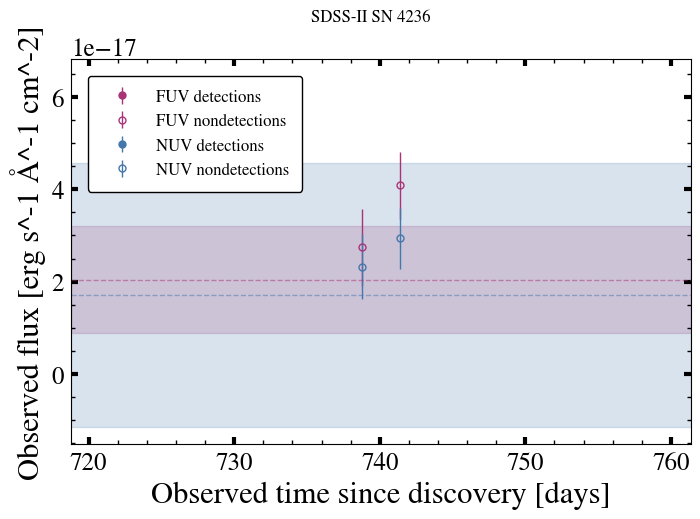 SDSS-II SN 4236
1e−17
FUV detections
FUV nondetections
NUV detections
NUV nondetections
6
4
2
0
Observed flux [erg s^-1 Å^-1 cm^-2]
720 730 740 750 760
Observed time since discovery [days]